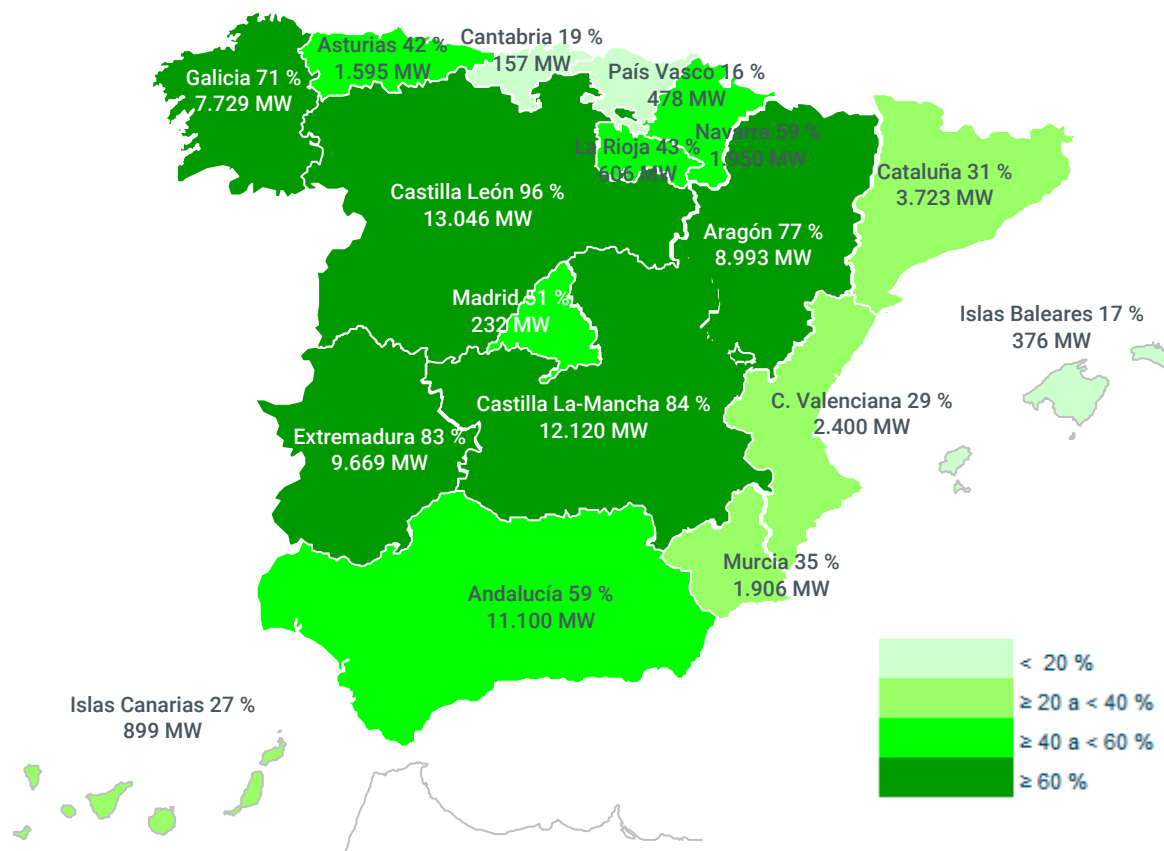 Cantabria 19 %
157 MW
Asturias 42 %
1.595 MW
Galicia 71 %
7.729 MW
País Vasco 16 %
478 MW
Navarra 59 %
1.950 MW
La Rioja 43 %
606 MW
Cataluña 31 %
3.723 MW
Castilla León 96 %
13.046 MW
Aragón 77 %
8.993 MW
Madrid 51 %
232 MW
Islas Baleares 17 %
376 MW
Castilla La-Mancha 84 %
12.120 MW
C. Valenciana 29 %
2.400 MW
Extremadura 83 %
9.669 MW
Murcia 35 %
1.906 MW
Andalucía 59 %
11.100 MW
Islas Canarias 27 %
899 MW
< 20 %
≥ 20 a < 40 %
≥ 40 a < 60 %
≥ 60 %